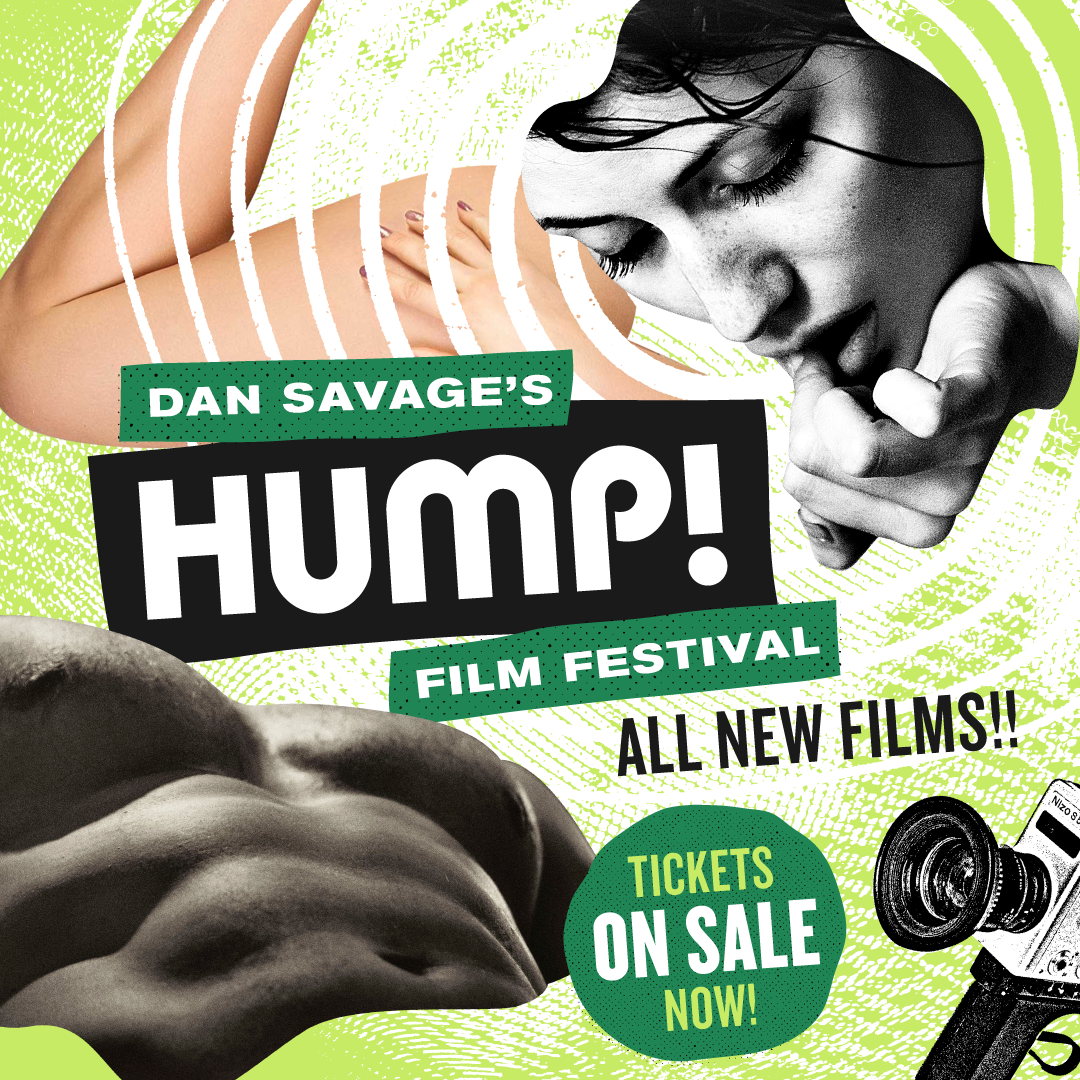 DAN SAVAGE'S
HUMP!
FILM FESTIVAL
ALL NEW FILMS!!
TICKETS
ON SALE
NOW!